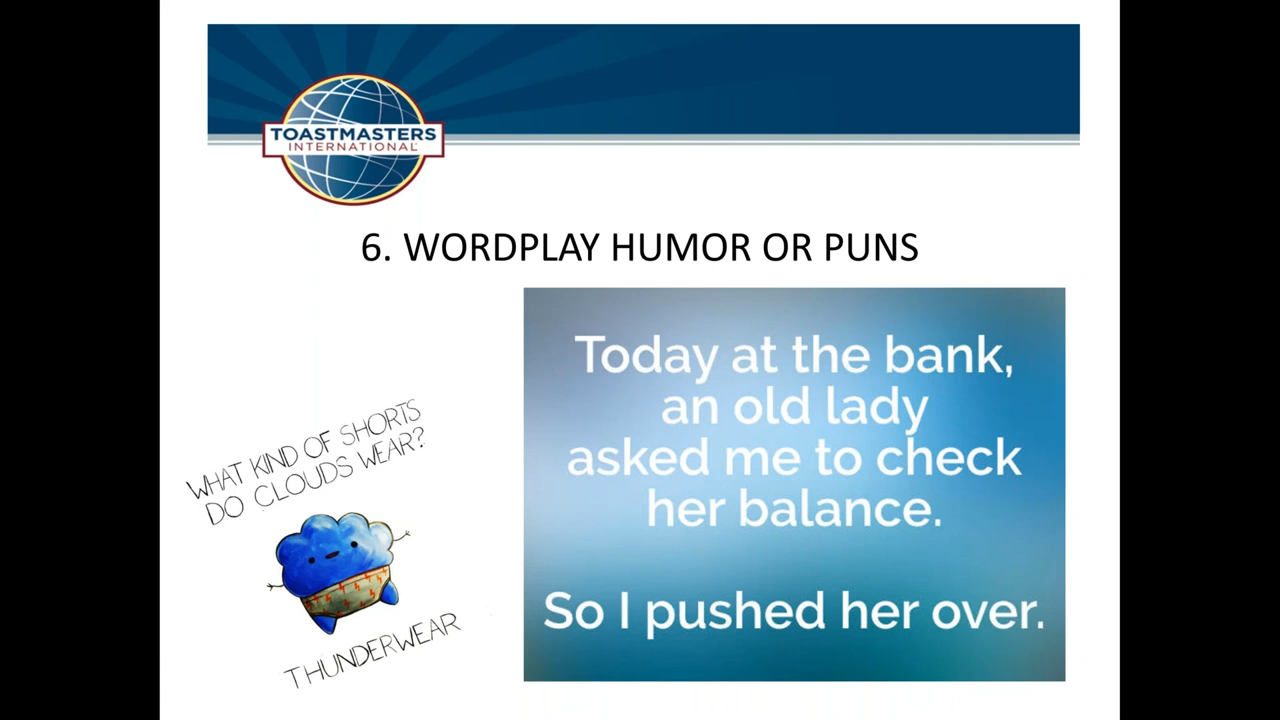 TOASTMASTERS
INTERNATIONAL
6. WORDPLAY HUMOR OR PUNS
WHAT KIND OF SHORTS
DO CLOUDS WEAR?
THUNDERWEAR
Today at the bank,
an old lady
asked me to check
her balance.
So I pushed her over.